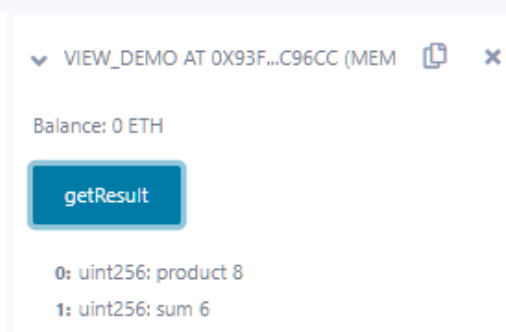 VIEW_DEMO AT 0X93F...C96CC (MEM
Balance: 0 ETH
getResult
0: uint256: product 8
1: uint256: sum 6